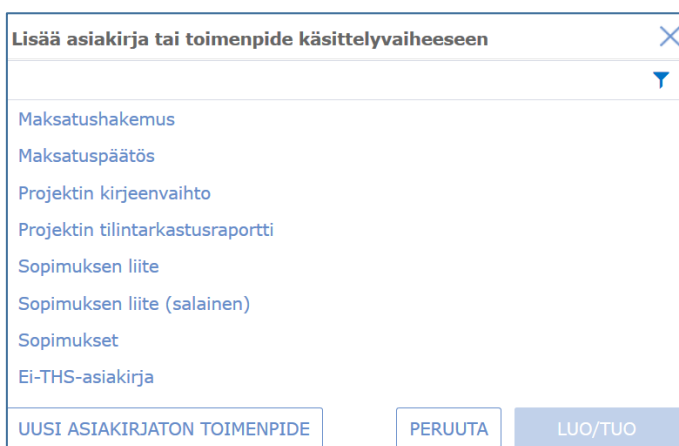 Lisää asiakirja tai toimenpide käsittelyvaiheeseen
Maksatushakemus
Maksatuspäätös
Projektin kirjeenvaihto
Projektin tilintarkastusraportti
Sopimuksen liite
Sopimuksen liite (salainen)
Sopimukset
Ei-THS-asiakirja
UUSI ASIAKIRJATON TOIMENPIDE PERUUTA LUO/TUO